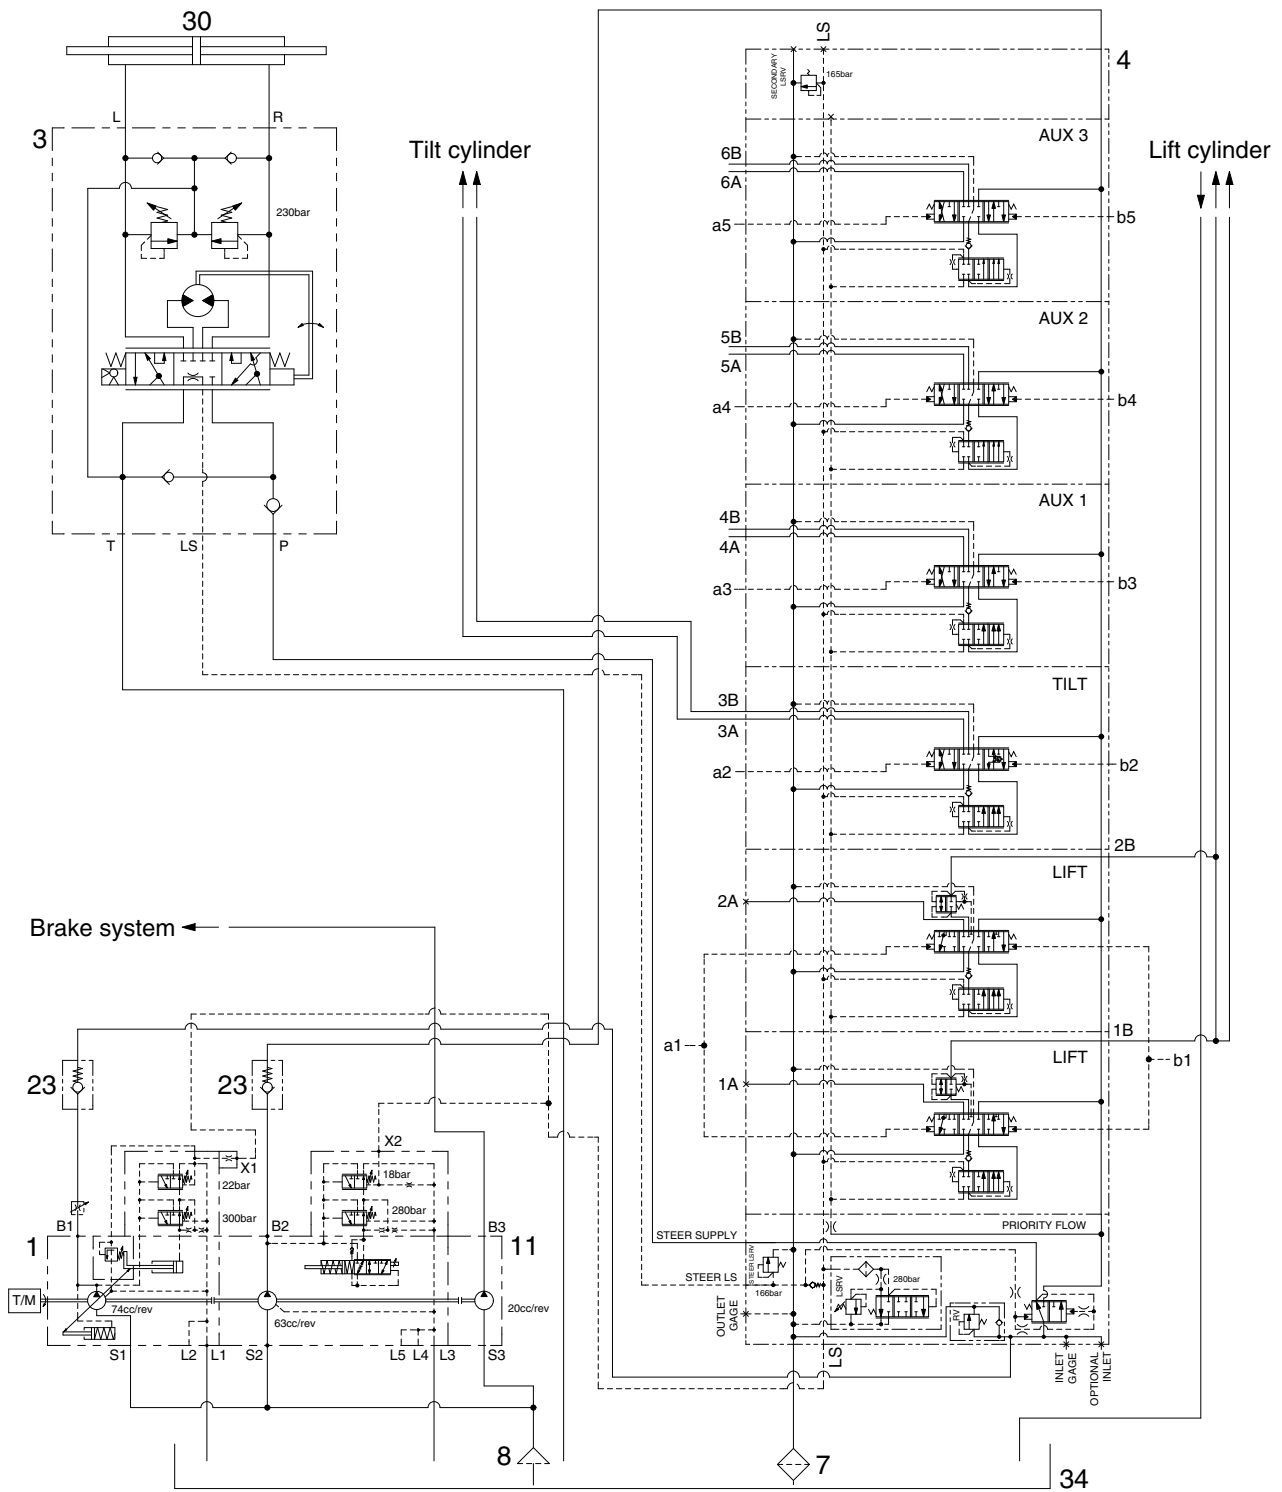 30
LS
4
SECONDARY
LSRV
165bar
L
R
3
Tilt cylinder
Lift cylinder
AUX 3
6B
6A
230bar
a5
b5
AUX 2
5B
5A
a4
b4
AUX 1
4B
4A
T
LS
P
a3
b3
TILT
3B
3A
a2
b2
2B
LIFT
2A
Brake system
1B
a1
LIFT
b1
23
23
1A
X1
X2
22bar
18bar
300bar
280bar
B1
B2
B3
PRIORITY FLOW
STEER SUPPLY
1
11
STEER LSRV
STEER LS
166bar
LSRV
280bar
T/M
74cc/rev
63cc/rev
20cc/rev
OUTLET
GAGE
RV
S1
L2
L1
S2
L5
L4
L3
S3
LS
INLET
GAGE
OPTIONAL
INLET
8
7
34